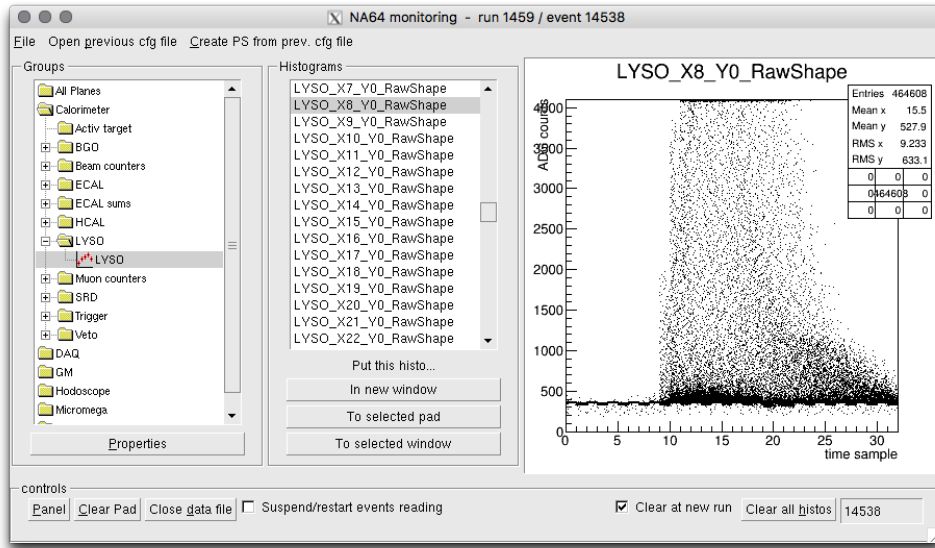 NA64 monitoring - run 1459 / event 14538
File Open previous cfg file Create PS from prev. cfg file
Groups
All Planes
Calorimeter
Activ target
BGO
Beam counters
ECAL
ECAL sums
HCAL
LYSO
LYSO
Muon counters
SRD
Trigger
Veto
DAQ
GM
Hodoscope
Micromega
Properties
Histograms
LYSO_X7_Y0_RawShape
LYSO_X8_Y0_RawShape
LYSO_X9_Y0_RawShape
LYSO_X10_Y0_RawShape
LYSO_X11_Y0_RawShape
LYSO_X12_Y0_RawShape
LYSO_X13_Y0_RawShape
LYSO_X14_Y0_RawShape
LYSO_X15_Y0_RawShape
LYSO_X16_Y0_RawShape
LYSO_X17_Y0_RawShape
LYSO_X18_Y0_RawShape
LYSO_X19_Y0_RawShape
LYSO_X20_Y0_RawShape
LYSO_X21_Y0_RawShape
LYSO_X22_Y0_RawShape
Put this histo...
In new window
To selected pad
To selected window
LYSO_X8_Y0_RawShape
Entries 464608
Mean x 15.5
Mean y 527.9
RMS x 9.233
RMS y 633.1
0 0 0
0 464608 0
0 0 0
counts
4000
3500
3000
2500
2000
1500
1000
500
0
0 5 10 15 20 25 30
time sample
controls
Panel Clear Pad Close data file Suspend/restart events reading Clear at new run Clear all histos 14538